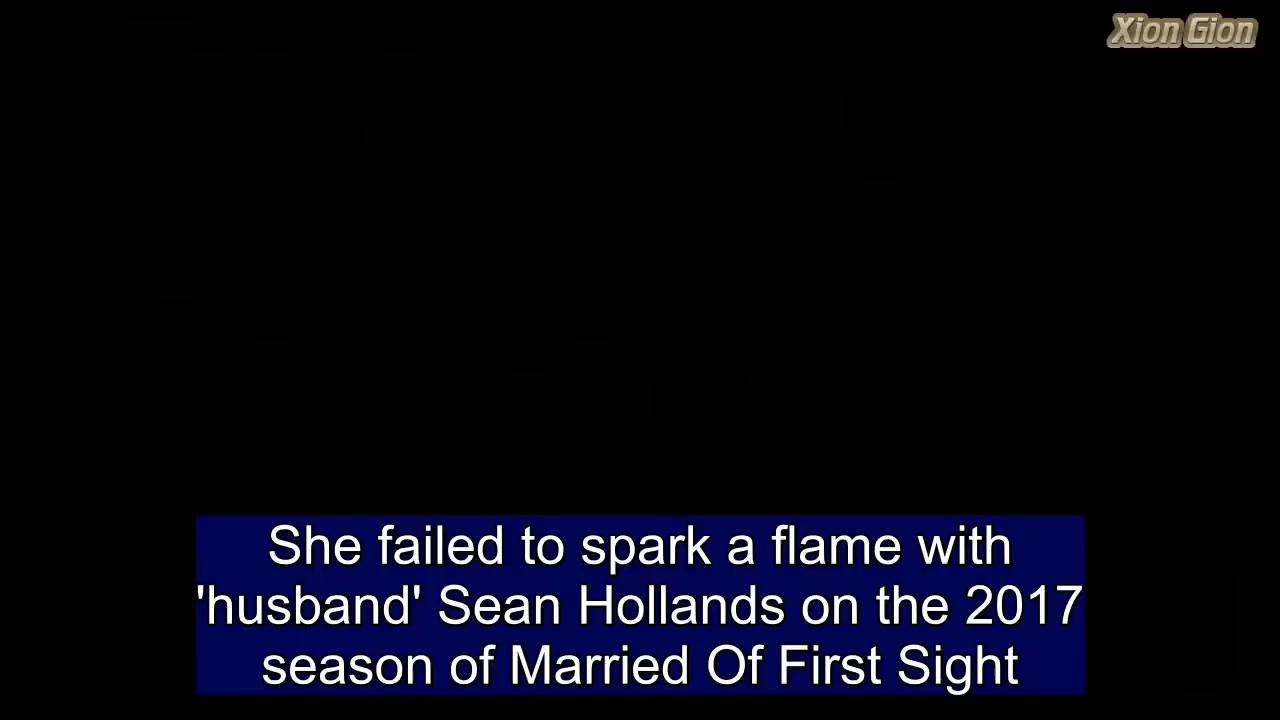 Xion Gion
She failed to spark a flame with
'husband' Sean Hollands on the 2017
season of Married Of First Sight